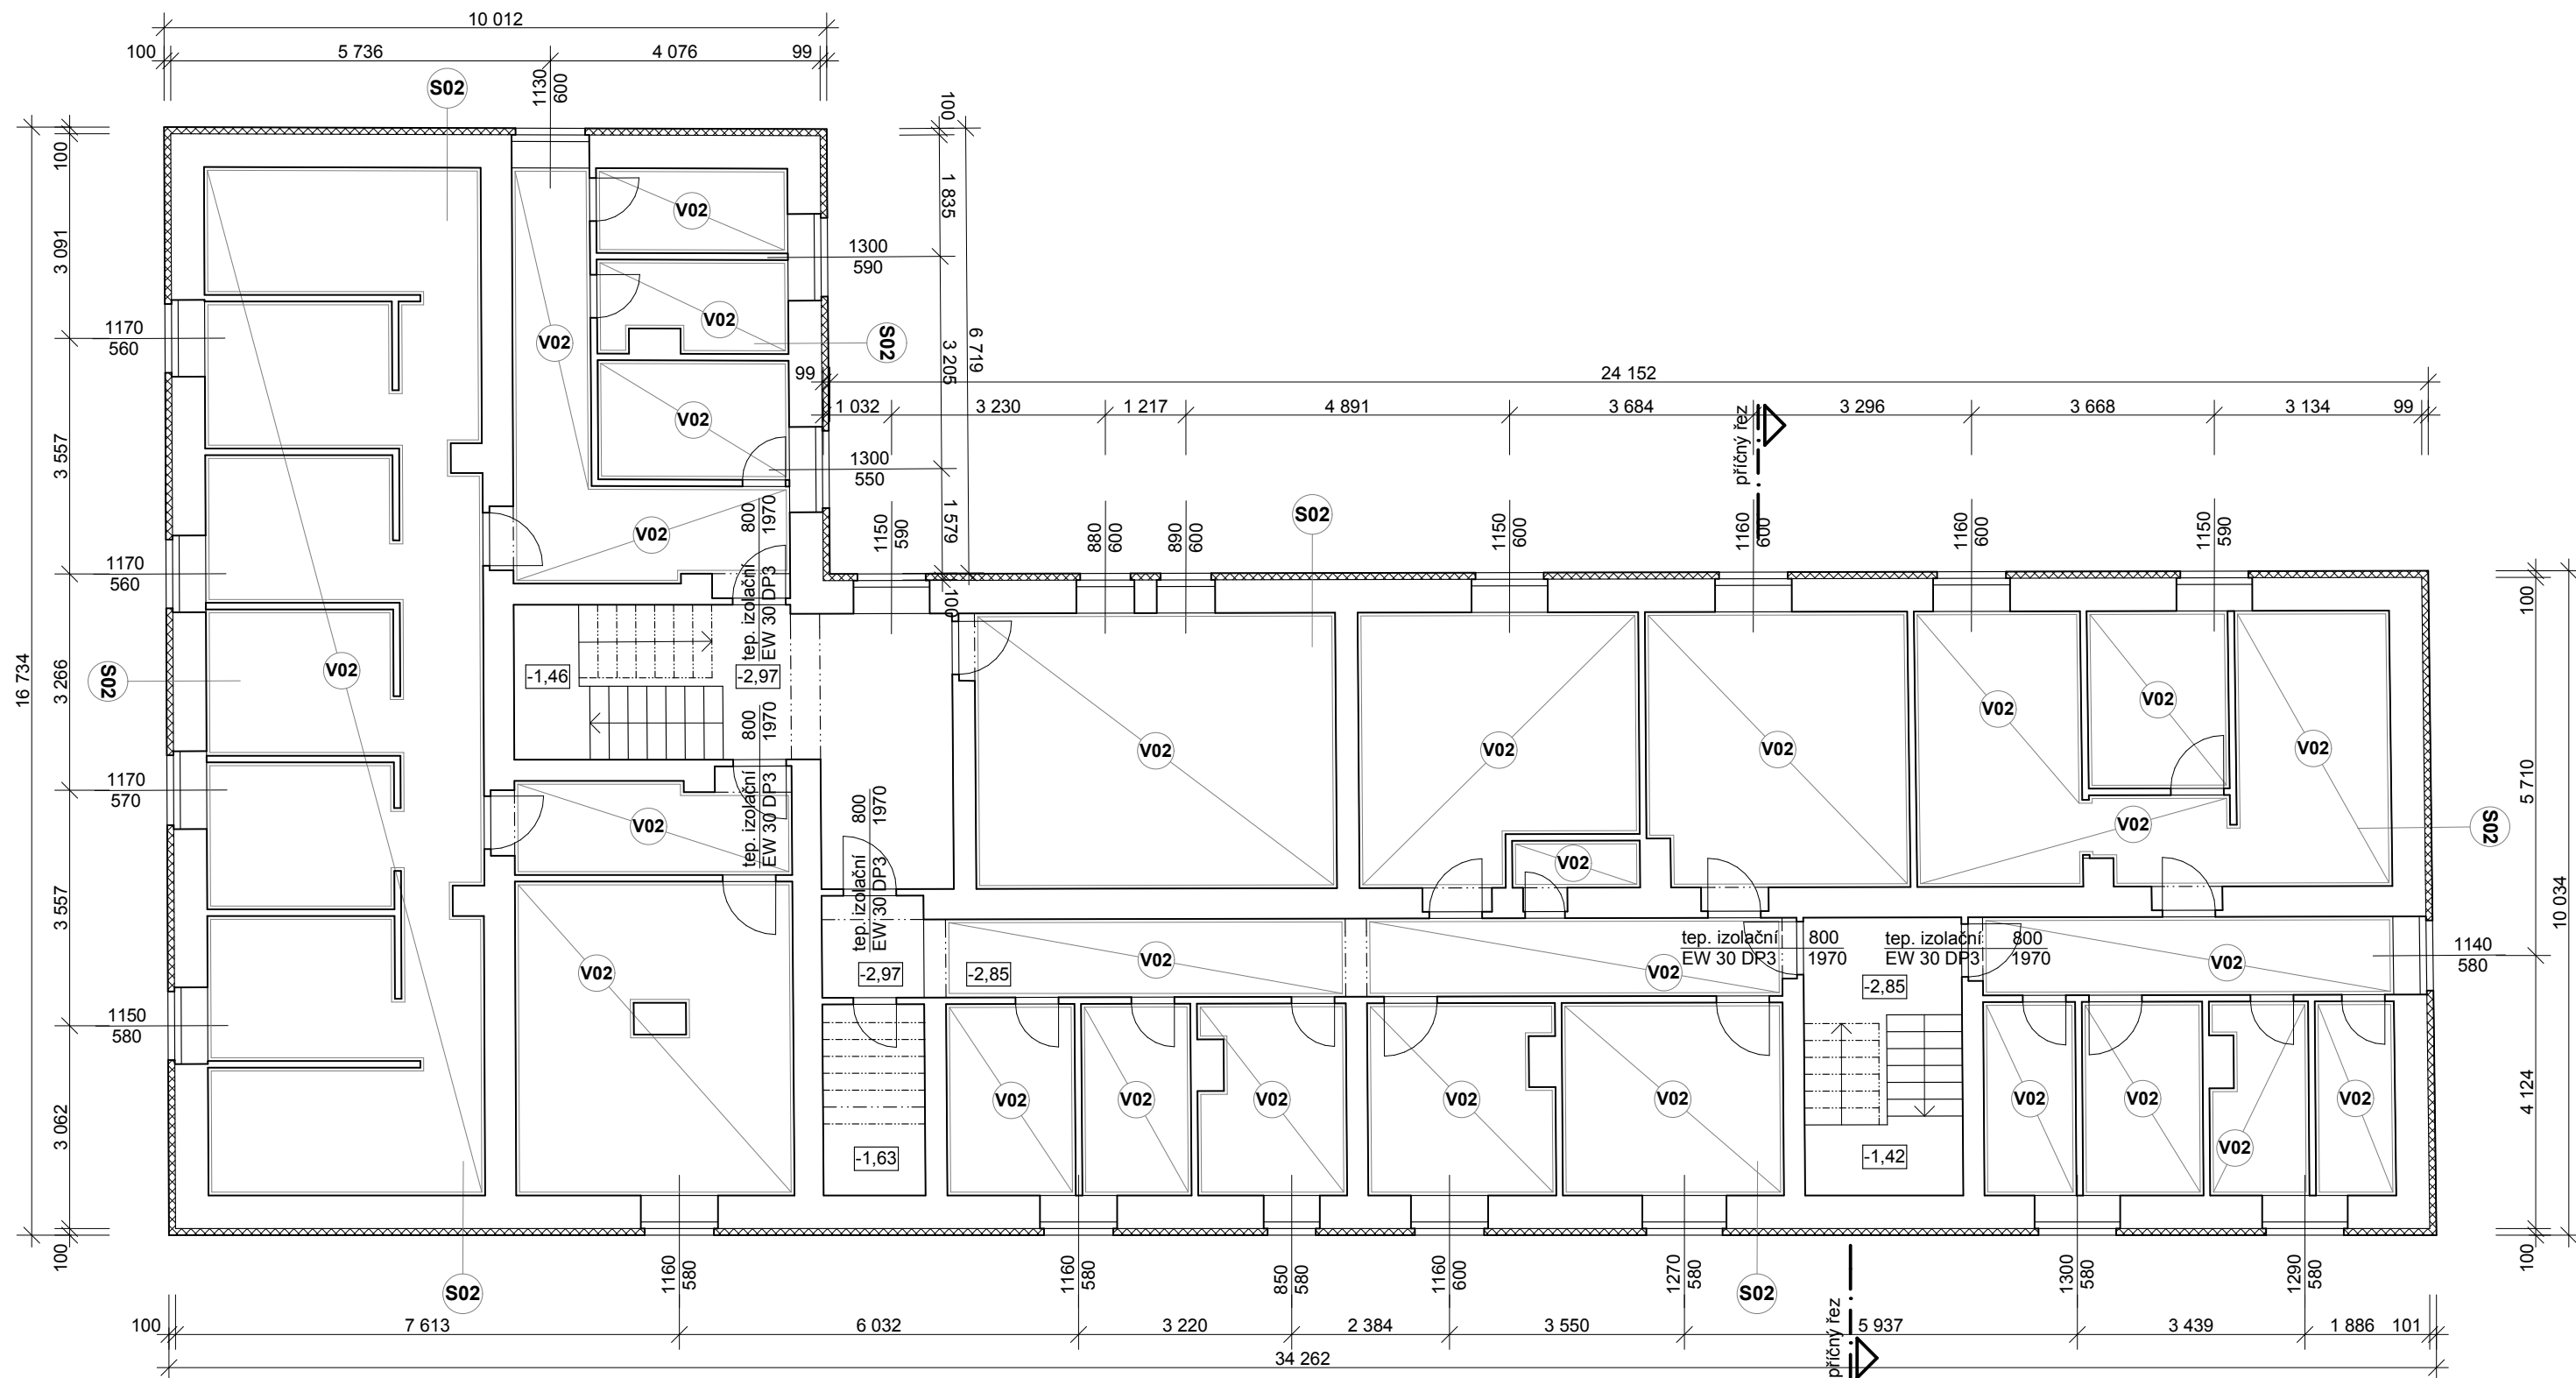 10 012
100
5 736
4 076
99
1130
600
S02
100
1 835
3 205
1 579
100
6 719
1300
590
1300
550
V02
V02
V02
V02
V02
S02
99
24 152
1 032
3 230
1 217
4 891
3 684
3 296
3 668
3 134
99
příčný řez
1150
590
880
600
890
600
1150
600
1160
600
1160
600
1150
590
S02
16 734
100
3 091
3 557
3 266
3 557
3 062
100
1170
560
1170
560
1170
570
1150
580
S02
V02
-1,46
-2,97
800
1970
tep. izolační
EW 30 DP3
800
1970
tep. izolační
EW 30 DP3
800
1970
tep. izolační
EW 30 DP3
V02
V02
V02
V02
V02
V02
V02
V02
V02
V02
S02
100
5 710
4 124
100
10 034
1140
580
-2,97
-2,85
V02
V02
tep. izolační
EW 30 DP3
800
1970
tep. izolační
EW 30 DP3
800
1970
V02
-2,85
-1,63
-1,42
V02
V02
V02
V02
V02
V02
V02
V02
V02
S02
S02
1160
580
1160
580
850
580
1160
600
1270
580
1300
580
1290
580
příčný řez
100
7 613
6 032
3 220
2 384
3 550
5 937
3 439
1 886
101
34 262